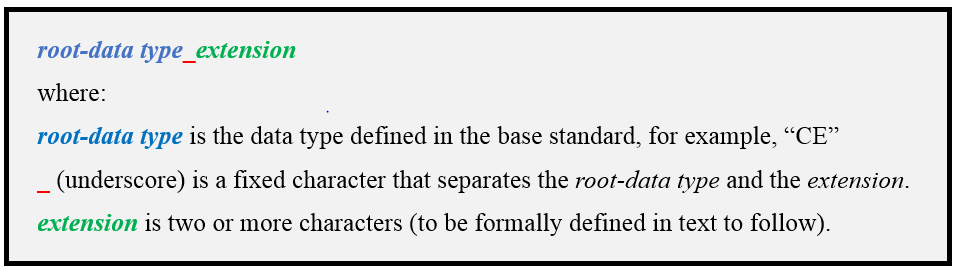 root-data type_extension
where:
root-data type is the data type defined in the base standard, for example, “CE”
_ (underscore) is a fixed character that separates the root-data type and the extension.
extension is two or more characters (to be formally defined in text to follow).